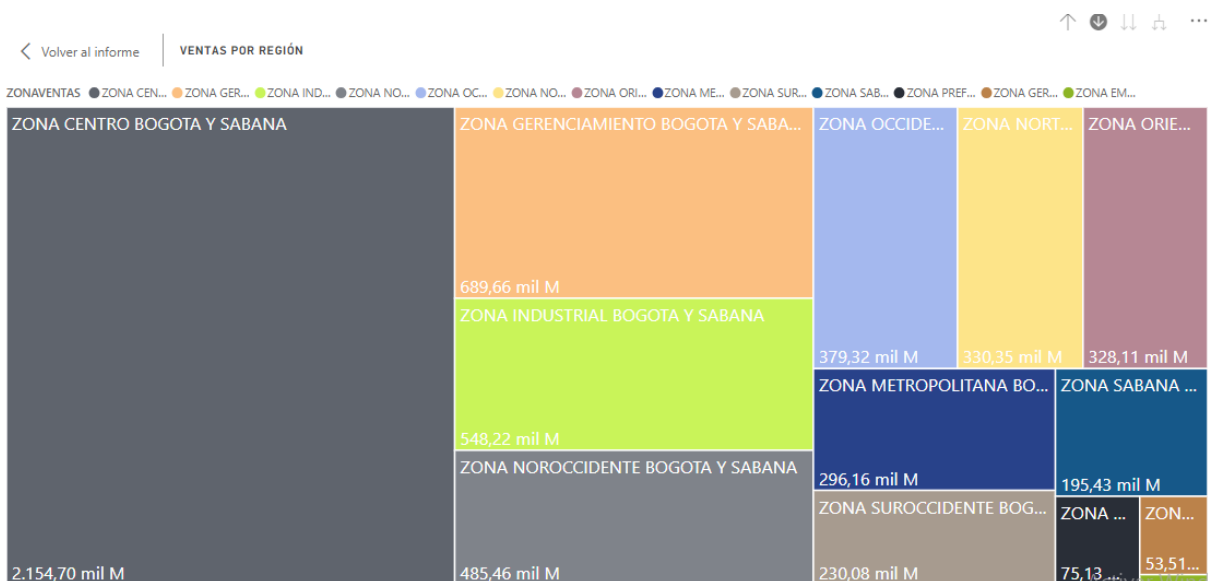 Volver al informe
VENTAS POR REGIÓN
ZONAVENTAS ZONA CEN... ZONA GER... ZONA IND... ZONA NO... ZONA OC... ZONA NO... ZONA ORI... ZONA ME... ZONA SUR... ZONA SAB... ZONA PREF... ZONA GER... ZONA EM...
ZONA CENTRO BOGOTA Y SABANA
2.154,70 mil M
ZONA GERENCIAMIENTO BOGOTA Y SABA...
689,66 mil M
ZONA INDUSTRIAL BOGOTA Y SABANA
548,22 mil M
ZONA NOROCCIDENTE BOGOTA Y SABANA
485,46 mil M
ZONA OCCIDE...
379,32 mil M
ZONA NORT...
330,35 mil M
ZONA ORIE...
328,11 mil M
ZONA METROPOLITANA BO...
296,16 mil M
ZONA SABANA ...
195,43 mil M
ZONA SUROCCIDENTE BOG...
230,08 mil M
ZONA ...
75,13 ...
ZON...
53,51...